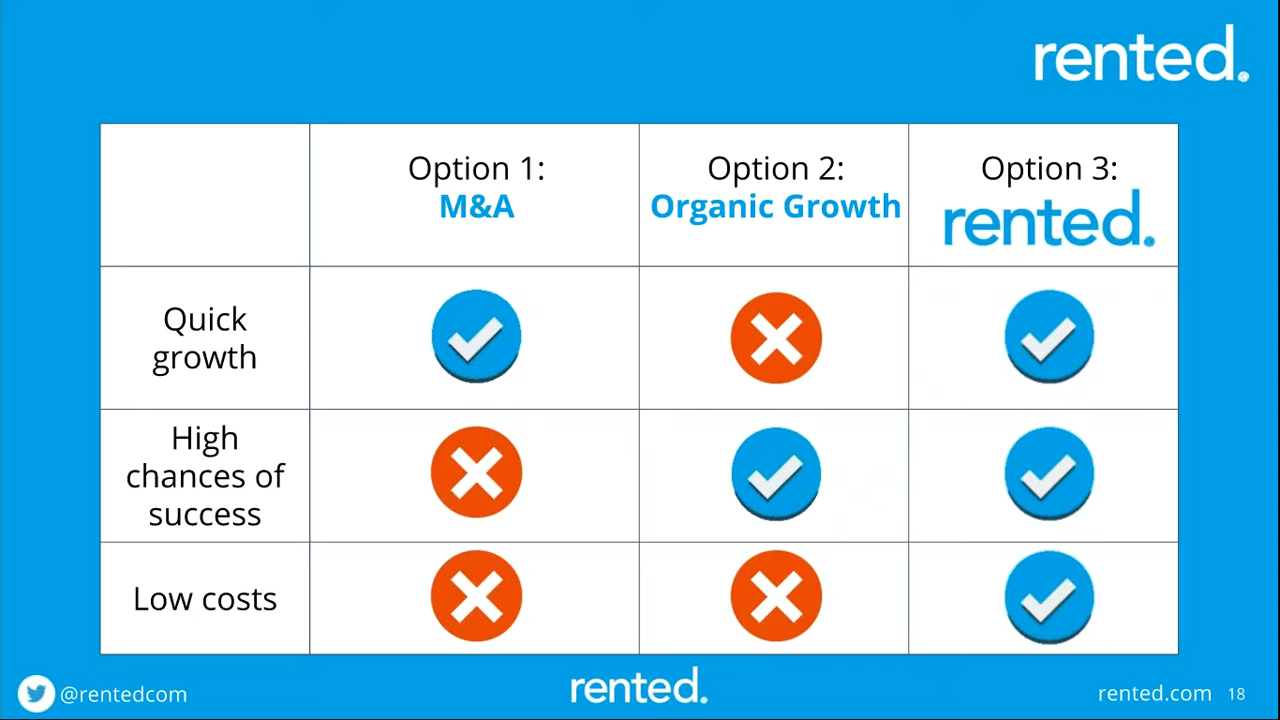 rented.
Option 1:
M&A
Option 2:
Organic Growth
Option 3:
rented.
Quick
growth
High
chances of
success
Low costs
@rentedcom
rented.
rented.com 18